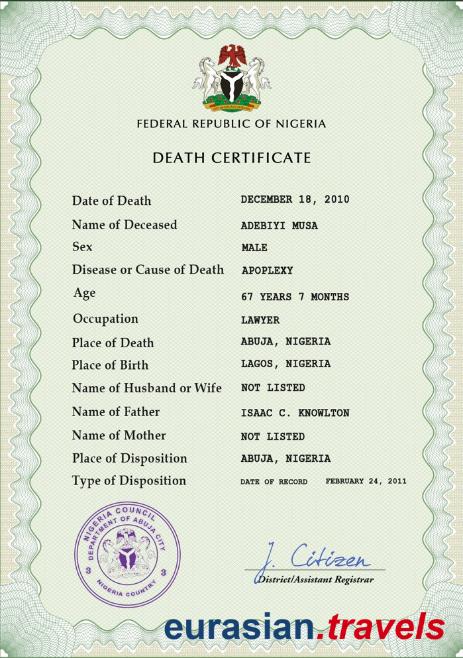 FEDERAL REPUBLIC OF NIGERIA
DEATH CERTIFICATE
Date of Death DECEMBER 18, 2010
Name of Deceased ADEBIYI MUSA
Sex MALE
Disease or Cause of Death APOPLEXY
Age 67 YEARS 7 MONTHS
Occupation LAWYER
Place of Death ABUJA, NIGERIA
Place of Birth LAGOS, NIGERIA
Name of Husband or Wife NOT LISTED
Name of Father ISAAC C. KNOWLTON
Name of Mother NOT LISTED
Place of Disposition ABUJA, NIGERIA
Type of Disposition DATE OF RECORD FEBRUARY 24, 2011
NIGERIA COUNCIL
DEPARTMENT OF ABUJA CITY
NIGERIA COUNTRY
J. Citizen
District/Assistant Registrar
eurasian.travels